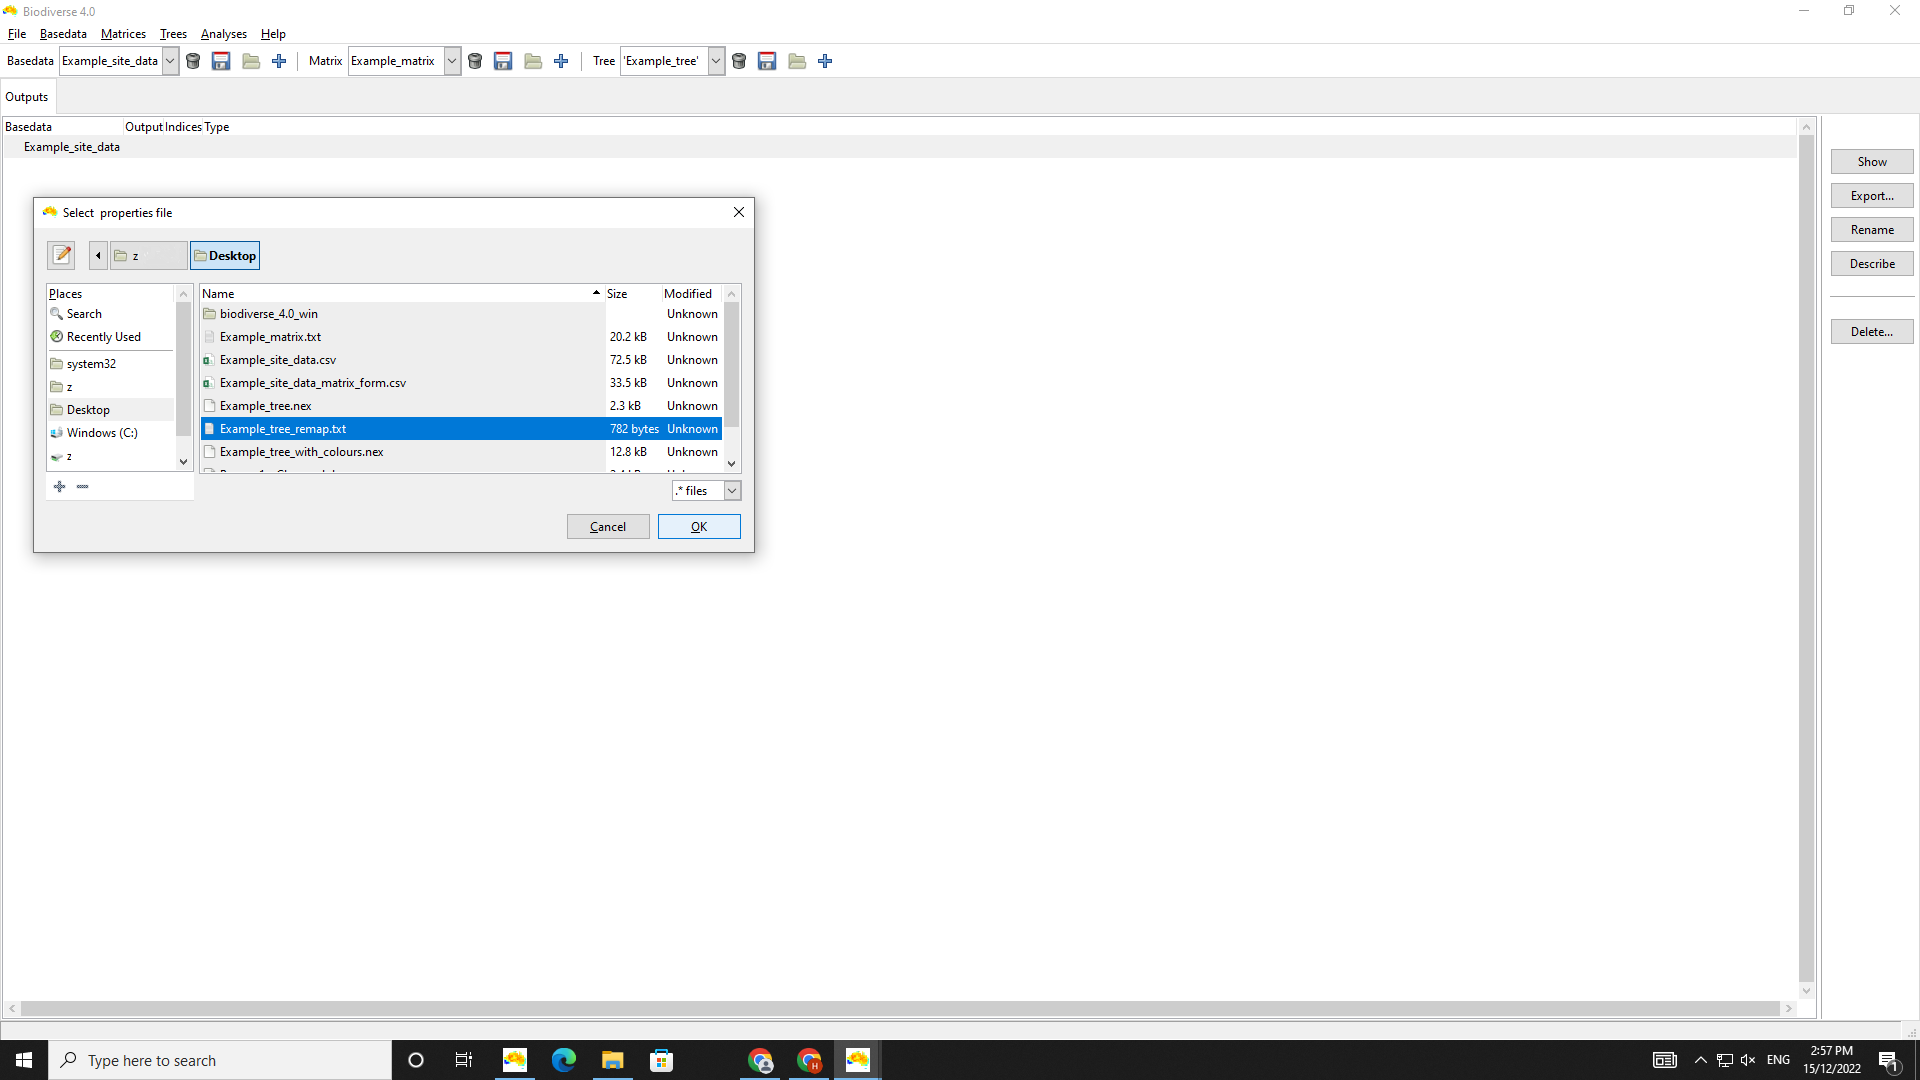 Biodiverse 4.0
File Basedata Matrices Trees Analyses Help
Basedata Example_site_data Matrix Example_matrix Tree 'Example_tree'
Outputs
Basedata Output Indices Type
Example_site_data
Show
Export...
Rename
Describe
Delete...
Select properties file
z Desktop
Places
Search
Recently Used
system32
z
Desktop
Windows (C:)
z
Name Size Modified
biodiverse_4.0_win Unknown
Example_matrix.txt 20.2 kB Unknown
Example_site_data.csv 72.5 kB Unknown
Example_site_data_matrix_form.csv 33.5 kB Unknown
Example_tree.nex 2.3 kB Unknown
Example_tree_remap.txt 782 bytes Unknown
Example_tree_with_colours.nex 12.8 kB Unknown
.* files
Cancel OK
Type here to search
H
ENG
2:57 PM
15/12/2022
1